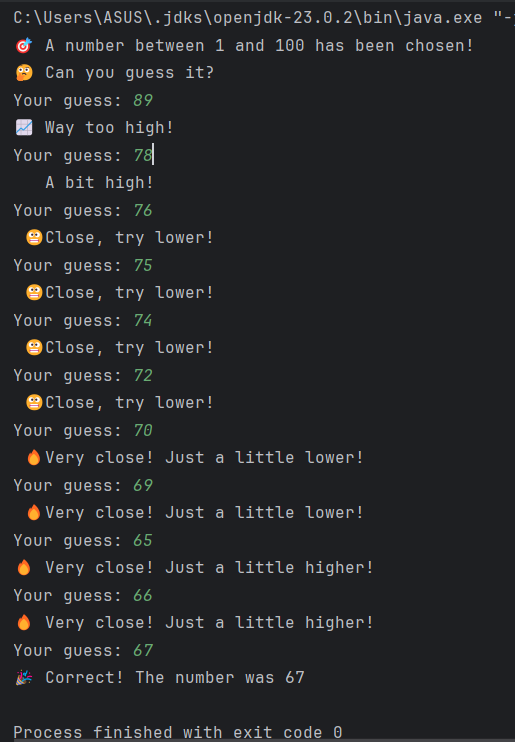 C:\Users\ASUS\.jdks\openjdk-23.0.2\bin\java.exe "-
🎯 A number between 1 and 100 has been chosen!
🤔 Can you guess it?
Your guess: 89
📈 Way too high!
Your guess: 78
A bit high!
Your guess: 76
😬Close, try lower!
Your guess: 75
😬Close, try lower!
Your guess: 74
😬Close, try lower!
Your guess: 72
😬Close, try lower!
Your guess: 70
🔥Very close! Just a little lower!
Your guess: 69
🔥Very close! Just a little lower!
Your guess: 65
🔥 Very close! Just a little higher!
Your guess: 66
🔥 Very close! Just a little higher!
Your guess: 67
🎉 Correct! The number was 67
Process finished with exit code 0